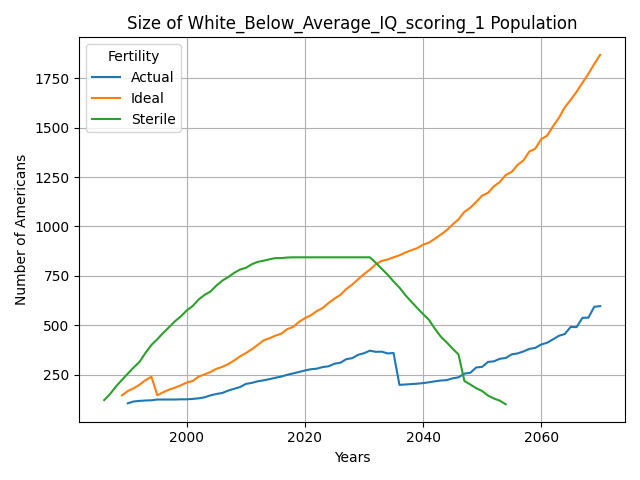 Size of White_Below_Average_IQ_scoring_1 Population
Fertility
Actual
Ideal
Sterile
Number of Americans
1750
1500
1250
1000
750
500
250
2000
2020
2040
2060
Years